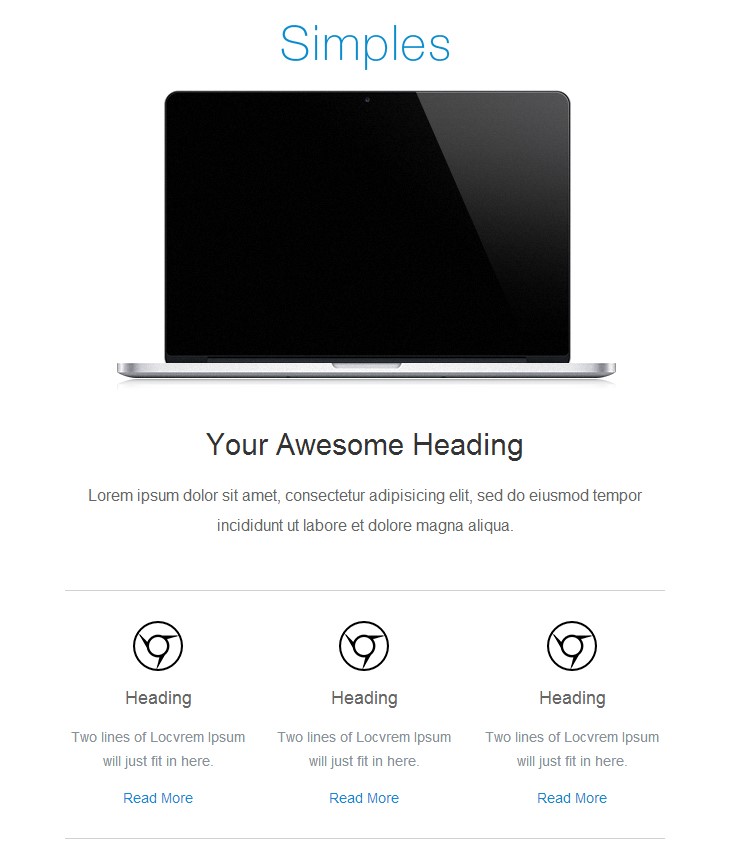 Simples
Your Awesome Heading
Lorem ipsum dolor sit amet, consectetur adipisicing elit, sed do eiusmod tempor
incididunt ut labore et dolore magna aliqua.
Heading Heading Heading
Two lines of Locvrem Ipsum Two lines of Locvrem Ipsum Two lines of Locvrem Ipsum
will just fit in here. will just fit in here. will just fit in here.
Read More Read More Read More